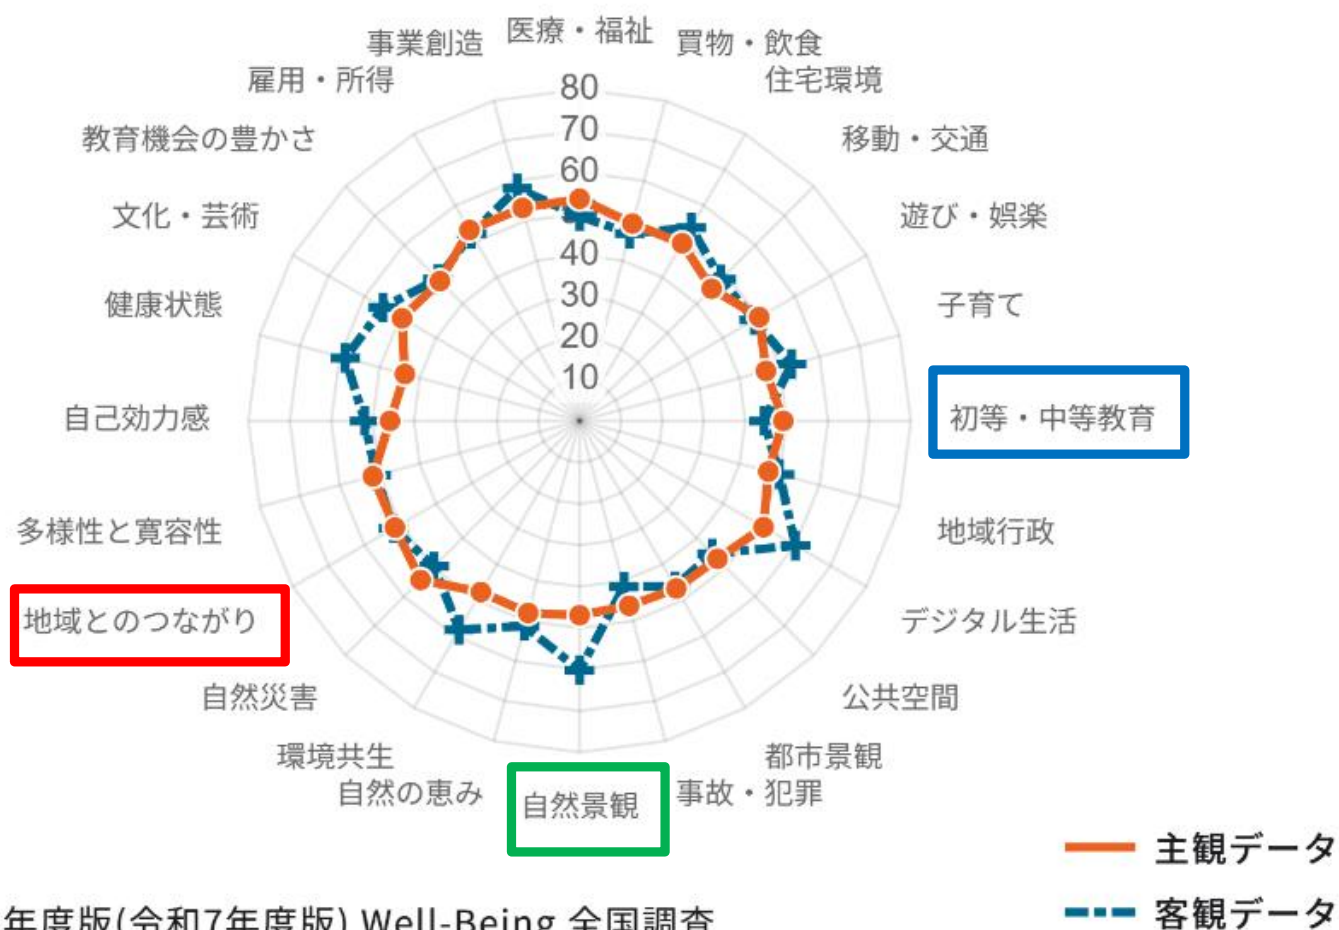 医療・福祉
買物・飲食
住宅環境
移動・交通
遊び・娯楽
子育て
初等・中等教育
地域行政
デジタル生活
公共空間
都市景観
事故・犯罪
自然景観
自然の恵み
環境共生
自然災害
地域とのつながり
多様性と寛容性
自己効力感
健康状態
文化・芸術
教育機会の豊かさ
雇用・所得
事業創造
80
70
60
40
30
20
10
主観データ
客観データ
年度版(令和7年度版) Well-Being 全国調査